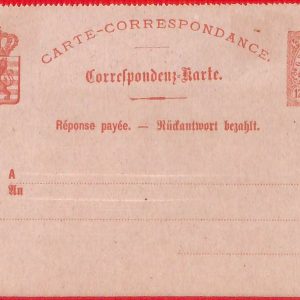 CARTE-CORRESPONDANCE.
Correspondenz-Karte.
Réponse payée. — Rückantwort bezahlt.
A
An